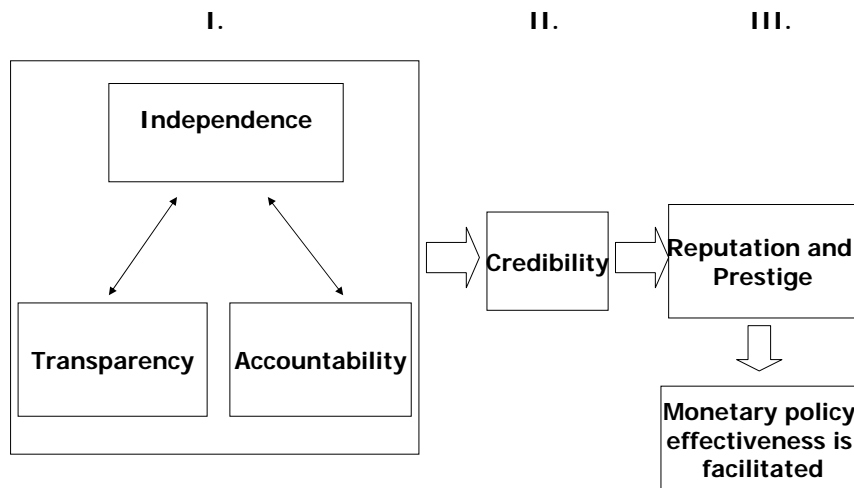 I.
II.
III.
Independence
Transparency
Accountability
Credibility
Reputation and
Prestige
Monetary policy
effectiveness is
facilitated